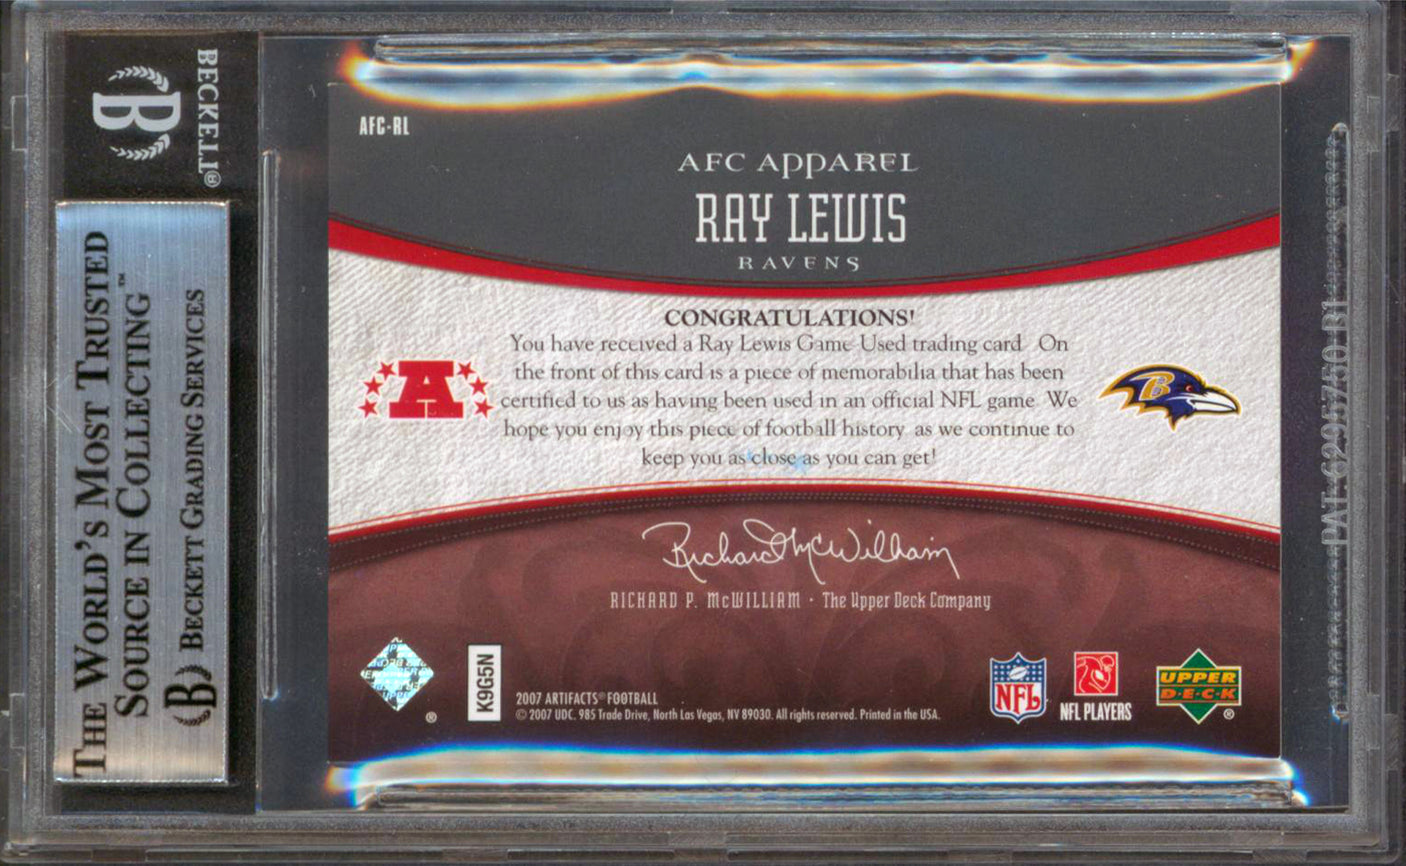 BECKETT®
B
THE WORLD'S MOST TRUSTED
SOURCE IN COLLECTING™
B BECKETT GRADING SERVICES
AFC-RL
AFC APPAREL
RAY LEWIS
RAVENS
CONGRATULATIONS!
You have received a Ray Lewis Game-Used trading card. On
the front of this card is a piece of memorabilia that has been
certified to us as having been used in an official NFL game. We
hope you enjoy this piece of football history, as we continue to
keep you as close as you can get!
A
B
Richard McWilliam
RICHARD P. McWILLIAM · The Upper Deck Company
®
K9G5N
2007 ARTIFACTS® FOOTBALL
© 2007 UDC. 985 Trade Drive, North Las Vegas, NV 89030. All rights reserved. Printed in the USA.
NFL
NFL PLAYERS
UPPER
D·E·C·K
®
PAT. 6295750 B1